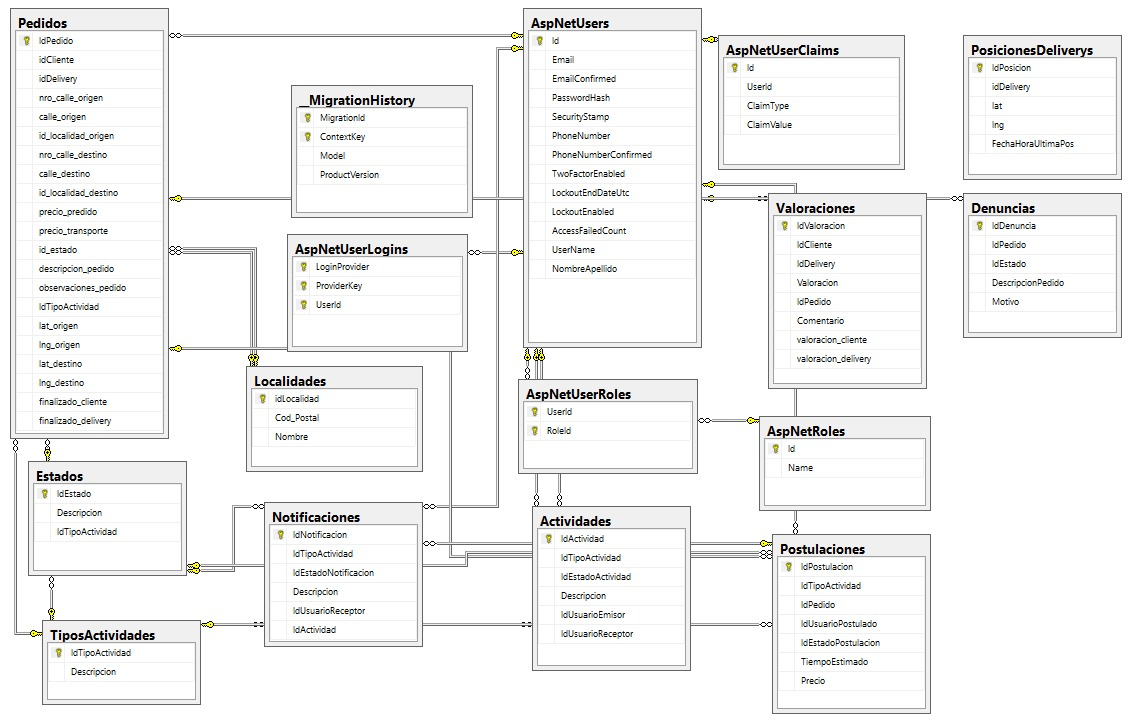 Pedidos
IdPedido
idCliente
idDelivery
nro_calle_origen
calle_origen
id_localidad_origen
nro_calle_destino
calle_destino
id_localidad_destino
precio_predido
precio_transporte
id_estado
descripcion_pedido
observaciones_pedido
IdTipoActividad
lat_origen
lng_origen
lat_destino
lng_destino
finalizado_cliente
finalizado_delivery
__MigrationHistory
MigrationId
ContextKey
Model
ProductVersion
AspNetUsers
Id
Email
EmailConfirmed
PasswordHash
SecurityStamp
PhoneNumber
PhoneNumberConfirmed
TwoFactorEnabled
LockoutEndDateUtc
LockoutEnabled
AccessFailedCount
UserName
NombreApellido
AspNetUserClaims
Id
UserId
ClaimType
ClaimValue
PosicionesDeliverys
IdPosicion
idDelivery
lat
lng
FechaHoraUltimaPos
AspNetUserLogins
LoginProvider
ProviderKey
UserId
Valoraciones
IdValoracion
IdCliente
IdDelivery
Valoracion
IdPedido
Comentario
valoracion_cliente
valoracion_delivery
Denuncias
IdDenuncia
IdPedido
IdEstado
DescripcionPedido
Motivo
Localidades
idLocalidad
Cod_Postal
Nombre
AspNetUserRoles
UserId
RoleId
AspNetRoles
Id
Name
Estados
IdEstado
Descripcion
IdTipoActividad
Notificaciones
IdNotificacion
IdTipoActividad
IdEstadoNotificacion
Descripcion
IdUsuarioReceptor
IdActividad
Actividades
IdActividad
IdTipoActividad
IdEstadoActividad
Descripcion
IdUsuarioEmisor
IdUsuarioReceptor
Postulaciones
IdPostulacion
IdTipoActividad
IdPedido
IdUsuarioPostulado
IdEstadoPostulacion
TiempoEstimado
Precio
TiposActividades
IdTipoActividad
Descripcion